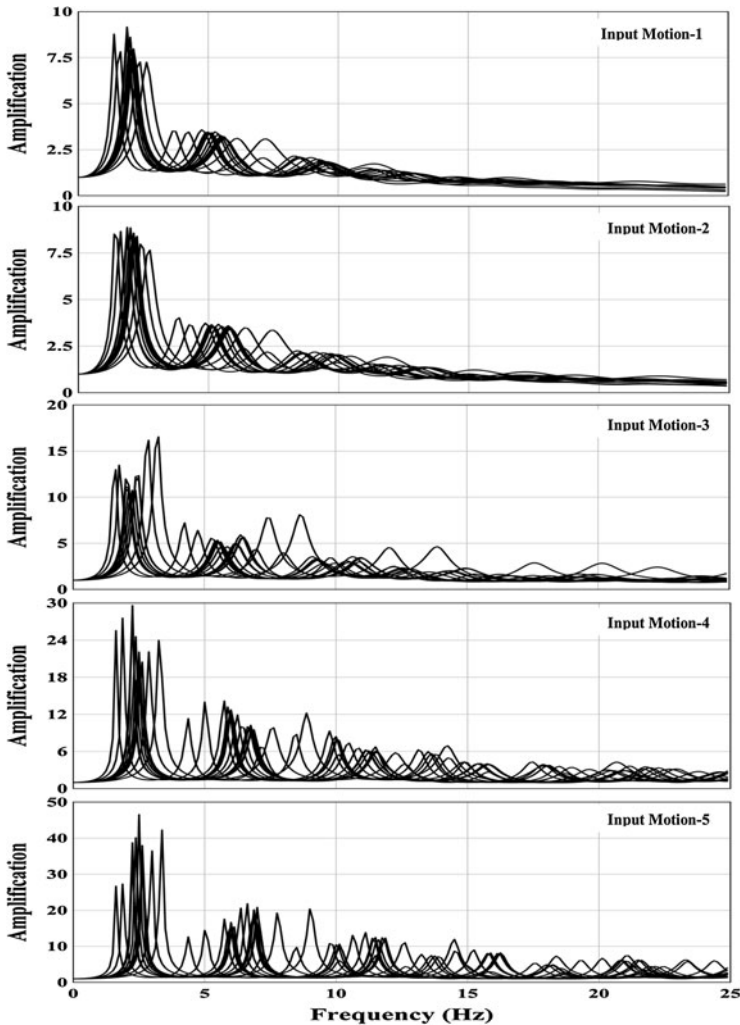 10
Input Motion-1
7.5
Amplification
5
2.5
0
10
Input Motion-2
7.5
Amplification
5
2.5
0
20
Input Motion-3
15
Amplification
10
5
0
30
Input Motion-4
24
Amplification
18
12
6
0
50
Input Motion-5
40
Amplification
30
20
10
0
0 5 10 15 20 25
Frequency (Hz)